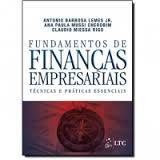 ANTONIO BARBOSA LEMES JR.
ANA PAULA MUSSI CHEROBIM
CLAUDIO MIESSA RIGO
FUNDAMENTOS DE
FINANÇAS
EMPRESARIAIS
TÉCNICAS E PRÁTICAS ESSENCIAIS
LTC